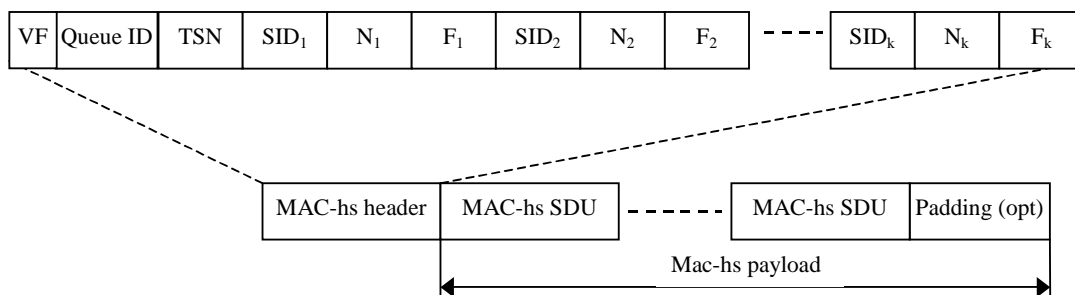 VF Queue ID TSN SID₁ N₁ F₁ SID₂ N₂ F₂ SIDₖ Nₖ Fₖ
MAC-hs header MAC-hs SDU MAC-hs SDU Padding (opt)
Mac-hs payload